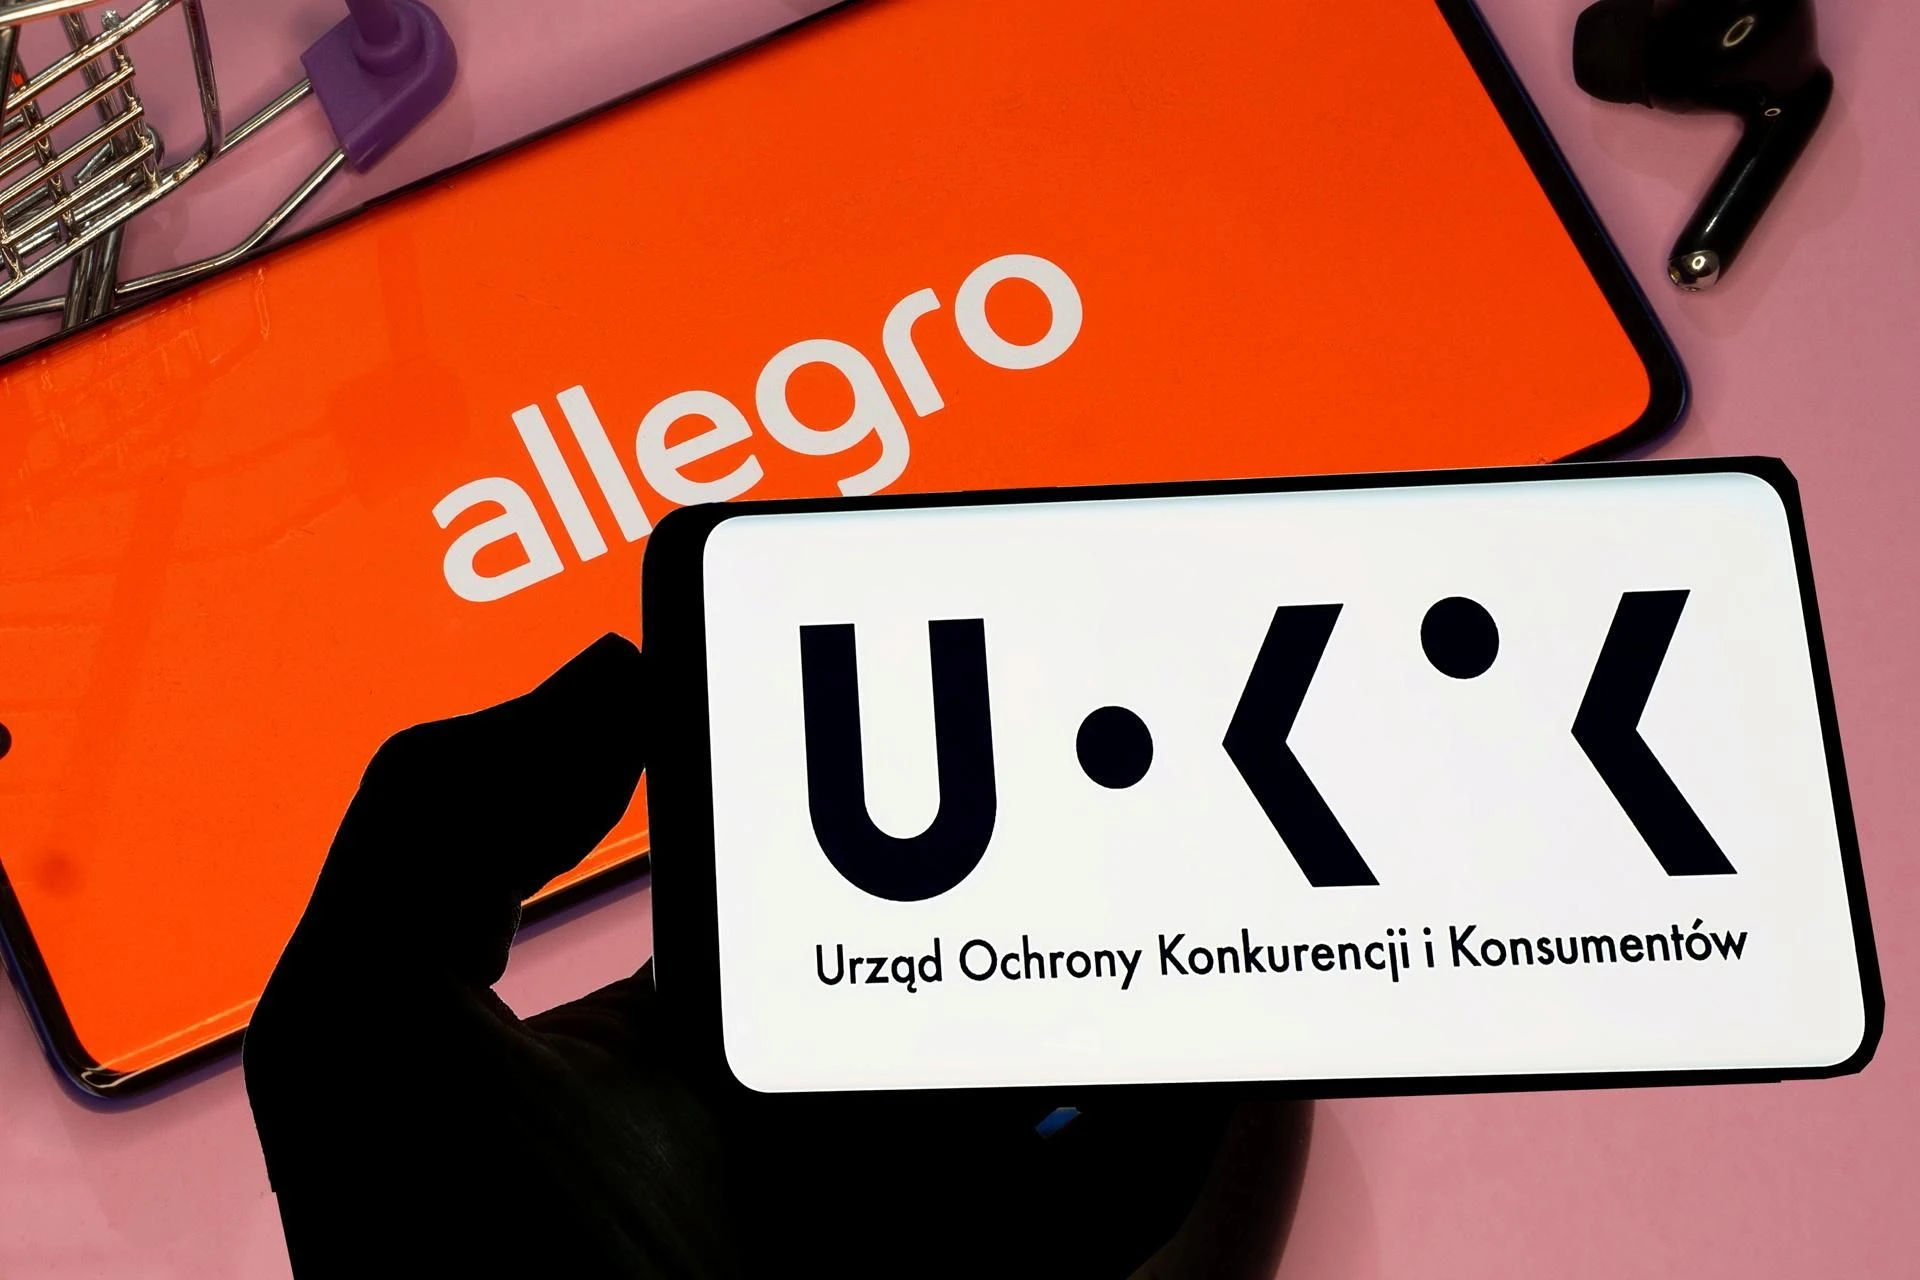 allegro
U.K.K
Urząd Ochrony Konkurencji i Konsumentów